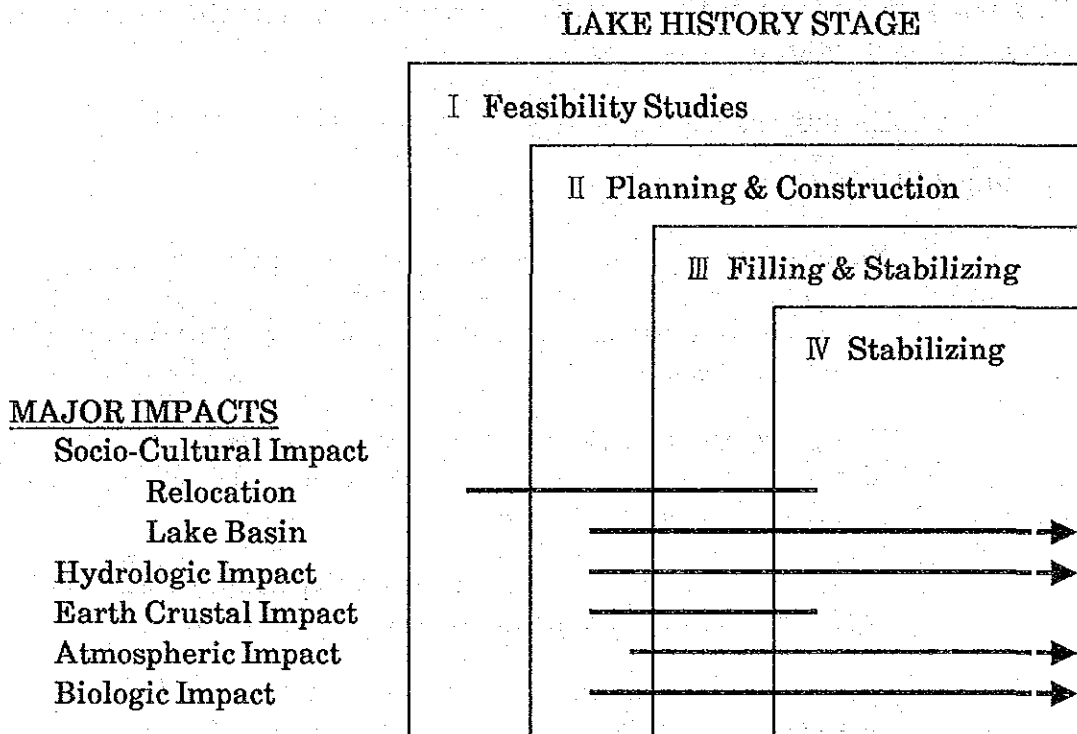 LAKE HISTORY STAGE
Ⅰ Feasibility Studies
Ⅱ Planning & Construction
Ⅲ Filling & Stabilizing
Ⅳ Stabilizing
MAJOR IMPACTS
Socio-Cultural Impact
Relocation
Lake Basin
Hydrologic Impact
Earth Crustal Impact
Atmospheric Impact
Biologic Impact